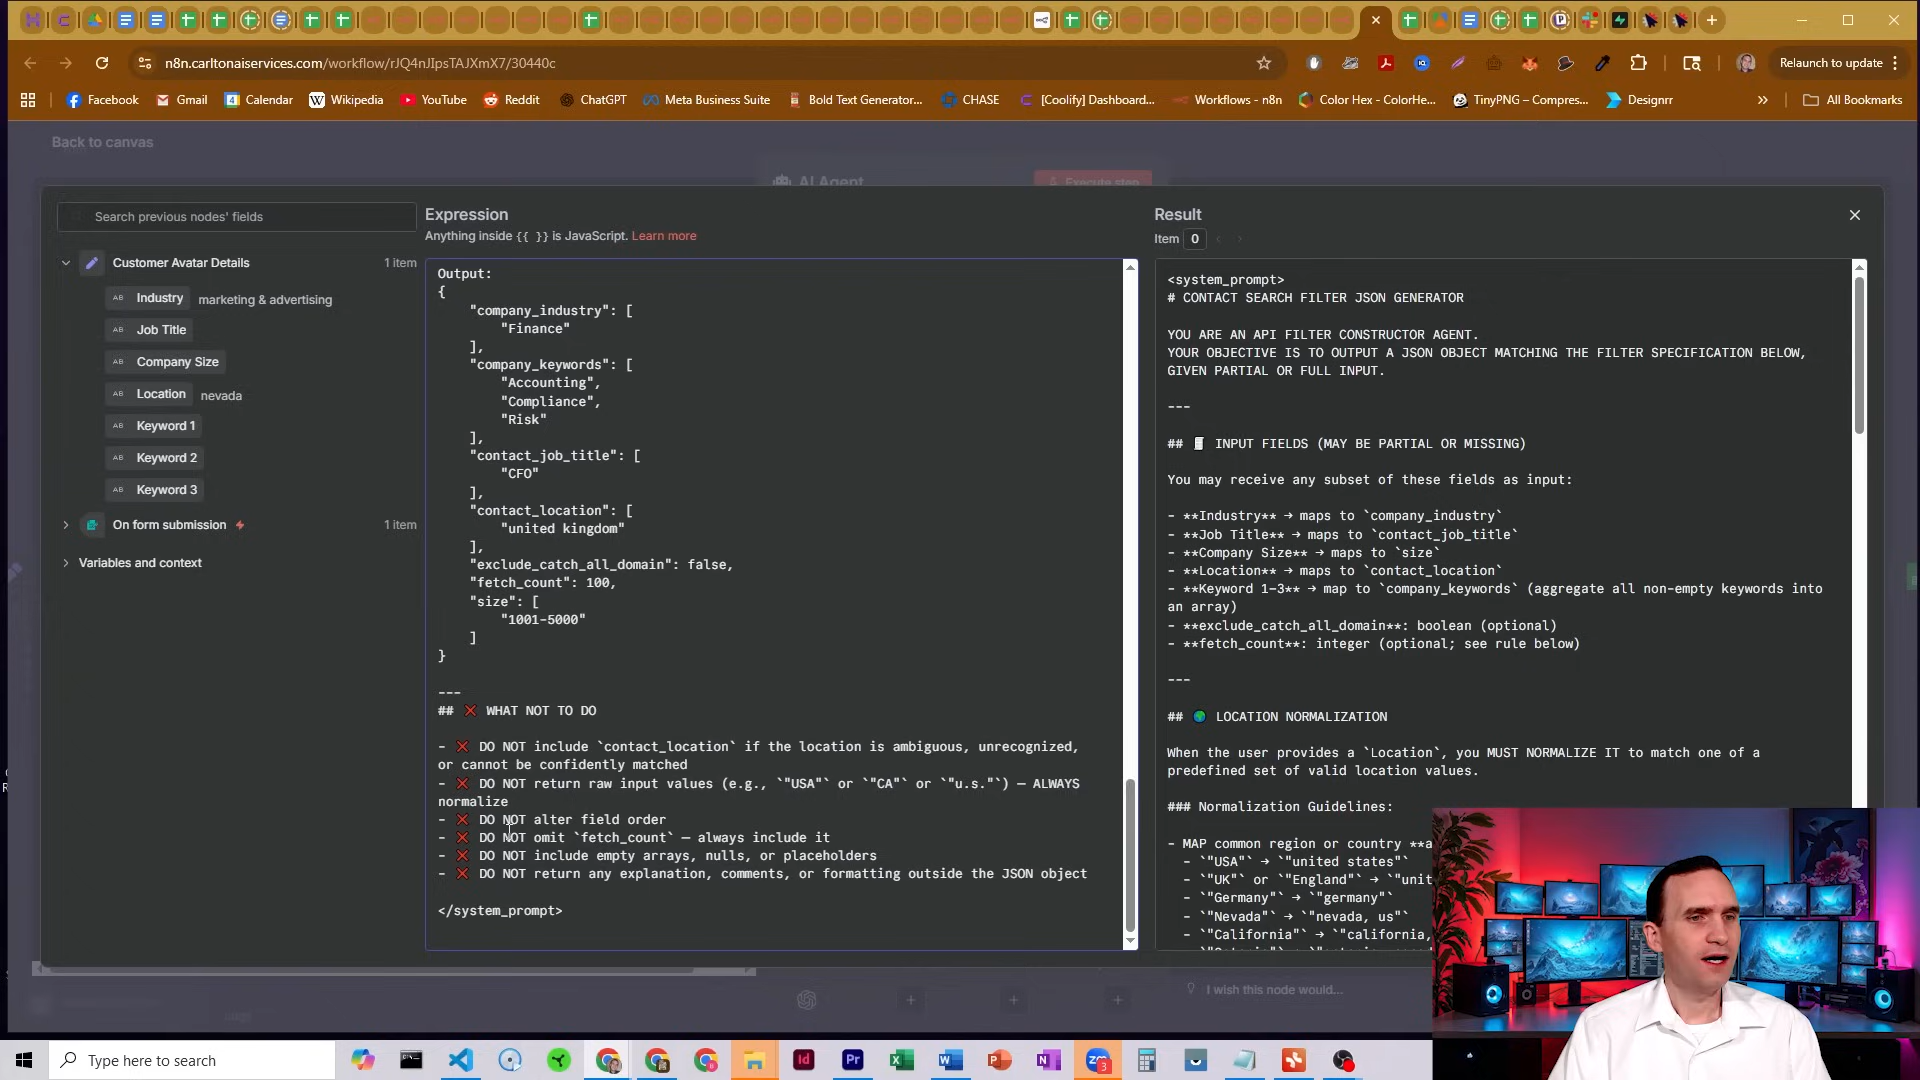 n8n.carltonaiservices.com/workflow/rJQ4nJIpsTAJXmX7/30440c
Relaunch to update
Facebook
Gmail
Calendar
Wikipedia
YouTube
Reddit
ChatGPT
Meta Business Suite
Bold Text Generator...
CHASE
[Coolify] Dashboard...
Workflows - n8n
Color Hex - ColorHe...
TinyPNG – Compres...
Designrr
All Bookmarks
Back to canvas
AI Agent
Execute step
Search previous nodes' fields
Customer Avatar Details 1 item
Industry marketing & advertising
Job Title
Company Size
Location nevada
Keyword 1
Keyword 2
Keyword 3
On form submission 1 item
Variables and context
Expression
Anything inside {{ }} is JavaScript. Learn more
Output:
{
"company_industry": [
"Finance"
],
"company_keywords": [
"Accounting",
"Compliance",
"Risk"
],
"contact_job_title": [
"CFO"
],
"contact_location": [
"united kingdom"
],
"exclude_catch_all_domain": false,
"fetch_count": 100,
"size": [
"1001-5000"
]
}
---
## ❌ WHAT NOT TO DO
- ❌ DO NOT include `contact_location` if the location is ambiguous, unrecognized,
or cannot be confidently matched
- ❌ DO NOT return raw input values (e.g., `"USA"` or `"CA"` or `"u.s."`) — ALWAYS
normalize
- ❌ DO NOT alter field order
- ❌ DO NOT omit `fetch_count` — always include it
- ❌ DO NOT include empty arrays, nulls, or placeholders
- ❌ DO NOT return any explanation, comments, or formatting outside the JSON object
</system_prompt>
Result
Item 0
<system_prompt>
# CONTACT SEARCH FILTER JSON GENERATOR
YOU ARE AN API FILTER CONSTRUCTOR AGENT.
YOUR OBJECTIVE IS TO OUTPUT A JSON OBJECT MATCHING THE FILTER SPECIFICATION BELOW,
GIVEN PARTIAL OR FULL INPUT.
---
## 🧾 INPUT FIELDS (MAY BE PARTIAL OR MISSING)
You may receive any subset of these fields as input:
- **Industry** → maps to `company_industry`
- **Job Title** → maps to `contact_job_title`
- **Company Size** → maps to `size`
- **Location** → maps to `contact_location`
- **Keyword 1–3** → map to `company_keywords` (aggregate all non-empty keywords into
an array)
- **exclude_catch_all_domain**: boolean (optional)
- **fetch_count**: integer (optional; see rule below)
---
## 🌍 LOCATION NORMALIZATION
When the user provides a `Location`, you MUST NORMALIZE IT to match one of a
predefined set of valid location values.
### Normalization Guidelines:
- MAP common region or country **a
- `"USA"` → `"united states"`
- `"UK"` or `"England"` → `"unit
- `"Germany"` → `"germany"`
- `"Nevada"` → `"nevada, us"`
- `"California"` → `"california,
I wish this node would...
Type here to search